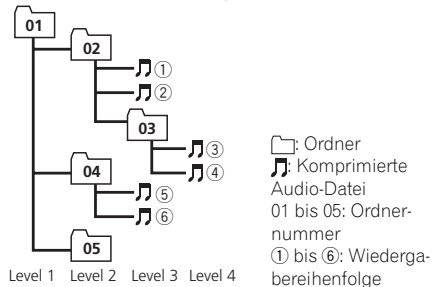 01
02
①
②
03
③
④
04
⑤
⑥
05
Level 1 Level 2 Level 3 Level 4
: Ordner
: Komprimierte
Audio-Datei
01 bis 05: Ordner-
nummer
① bis ⑥: Wiederga-
bereihenfolge